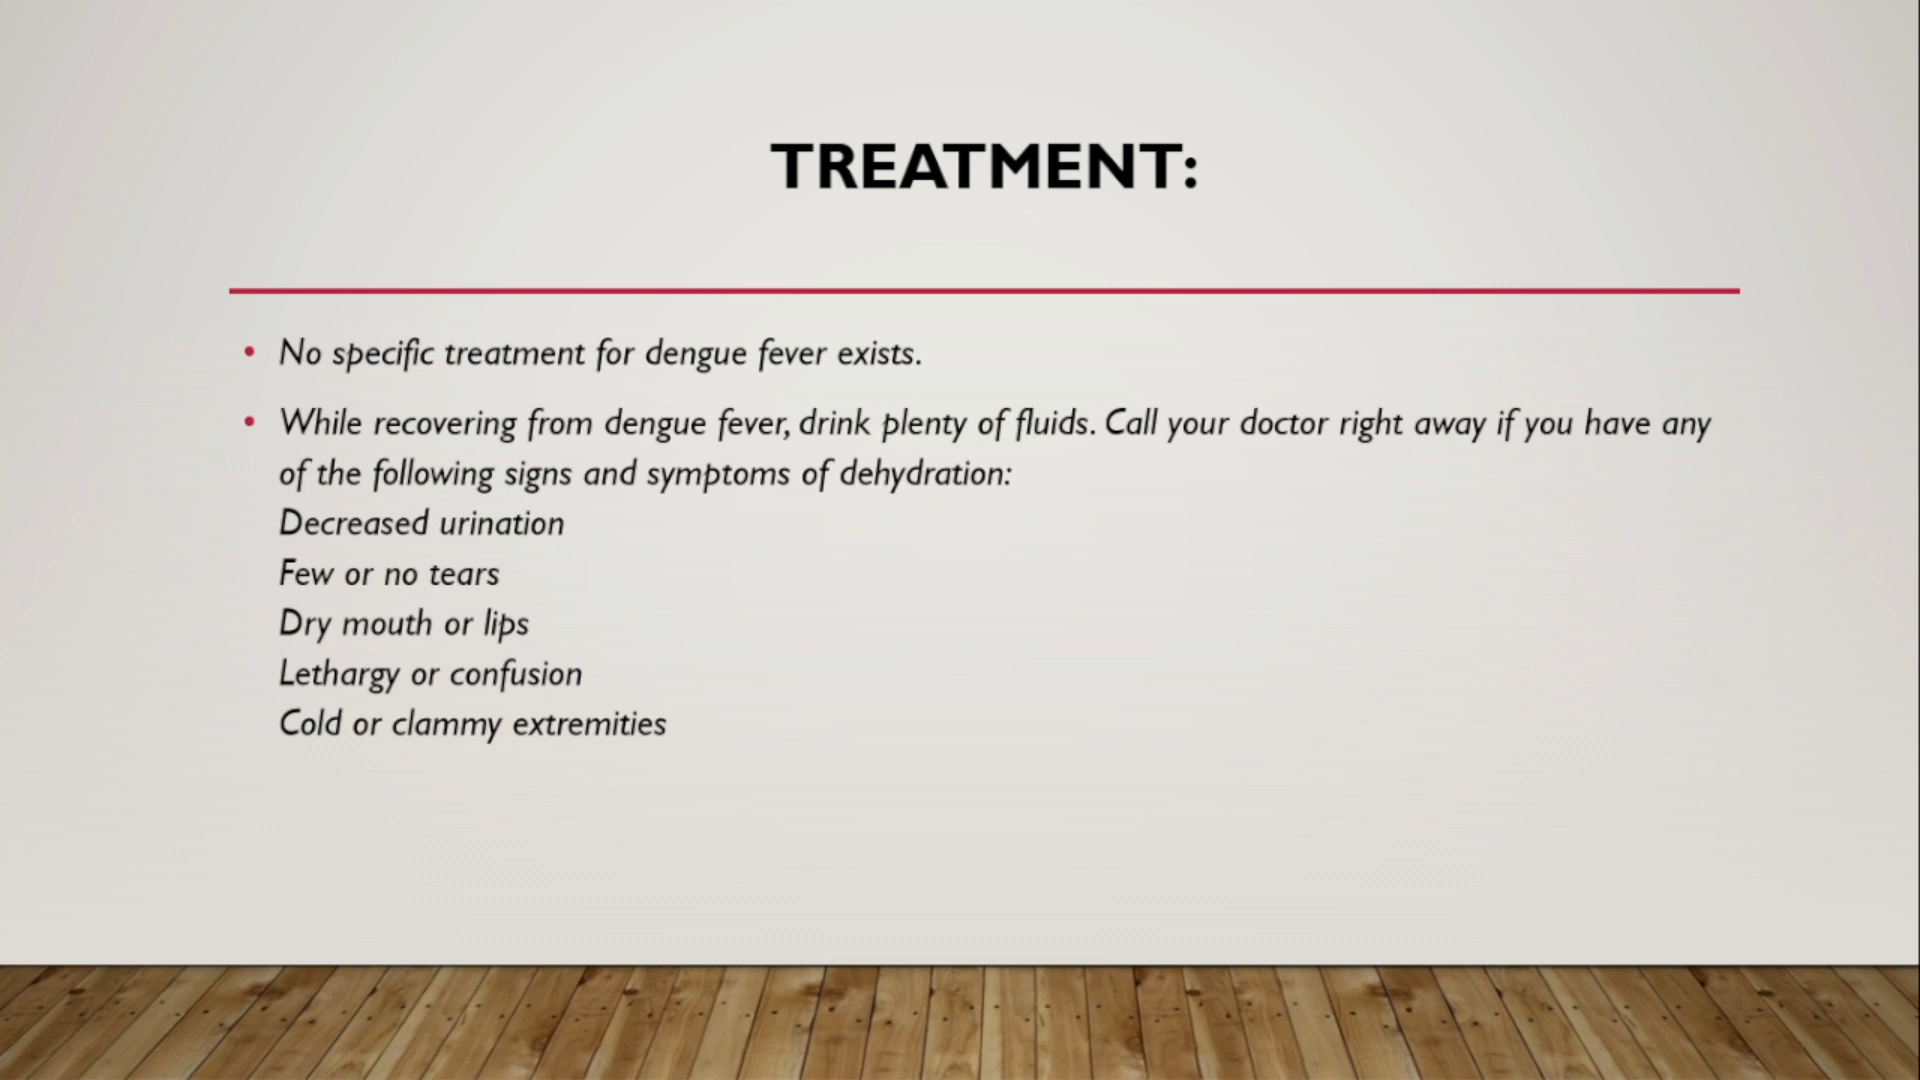 TREATMENT:
• No specific treatment for dengue fever exists.
• While recovering from dengue fever, drink plenty of fluids. Call your doctor right away if you have any
of the following signs and symptoms of dehydration:
Decreased urination
Few or no tears
Dry mouth or lips
Lethargy or confusion
Cold or clammy extremities